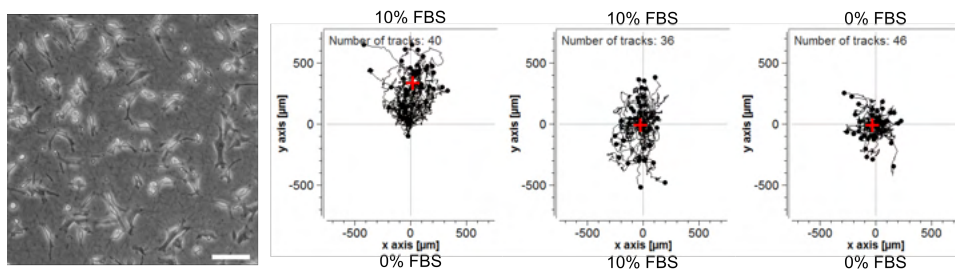 10% FBS
Number of tracks: 40
y axis [µm]
500
0
-500
-500
0
500
x axis [µm]
0% FBS
10% FBS
Number of tracks: 36
y axis [µm]
500
0
-500
-500
0
500
x axis [µm]
10% FBS
0% FBS
Number of tracks: 46
y axis [µm]
500
0
-500
-500
0
500
x axis [µm]
0% FBS